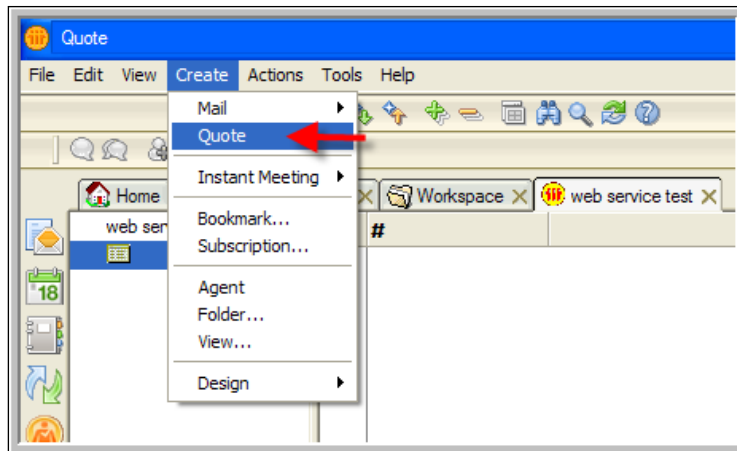 Quote
File Edit View Create Actions Tools Help
Mail
Quote
Instant Meeting
Bookmark...
Subscription...
Agent
Folder...
View...
Design
Home Workspace web service test
web ser
#
18